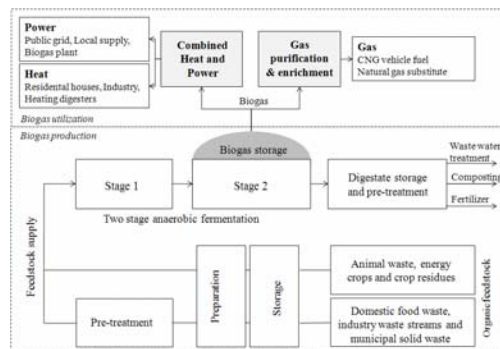 Power
Public grid, Local supply,
Biogas plant
Heat
Residental houses, Industry,
Heating digesters
Combined
Heat and
Power
Gas
purification
& enrichment
Gas
CNG vehicle fuel
Natural gas substitute
Biogas
Biogas utilization
Biogas production
Biogas storage
Stage 1
Stage 2
Digestate storage
and pre-treatment
Waste water
treatment
Composting
Fertilizer
Two stage anaerobic fermentation
Feedstock supply
Pre-treatment
Preparation
Storage
Animal waste, energy
crops and crop residues
Domestic food waste,
industry waste streams and
municipal solid waste
Organic feedstock